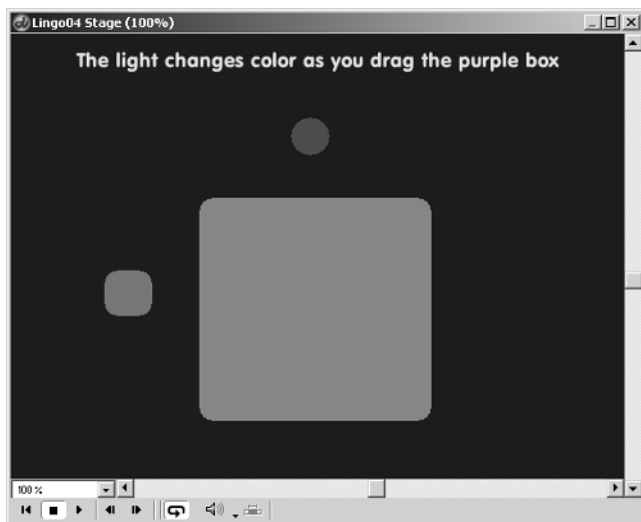 Lingo04 Stage (100%)
The light changes color as you drag the purple box
100%